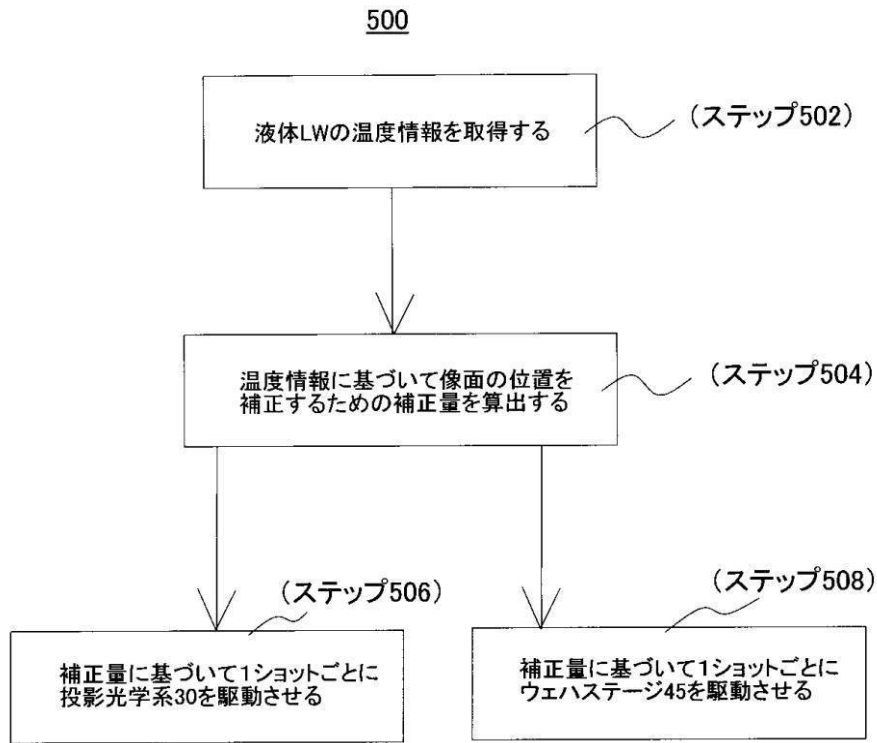 500
液体LWの温度情報を取得する
(ステップ502)
温度情報に基づいて像面の位置を
補正するための補正量を算出する
(ステップ504)
(ステップ506)
補正量に基づいて1ショットごとに
投影光学系30を駆動させる
(ステップ508)
補正量に基づいて1ショットごとに
ウェハステージ45を駆動させる